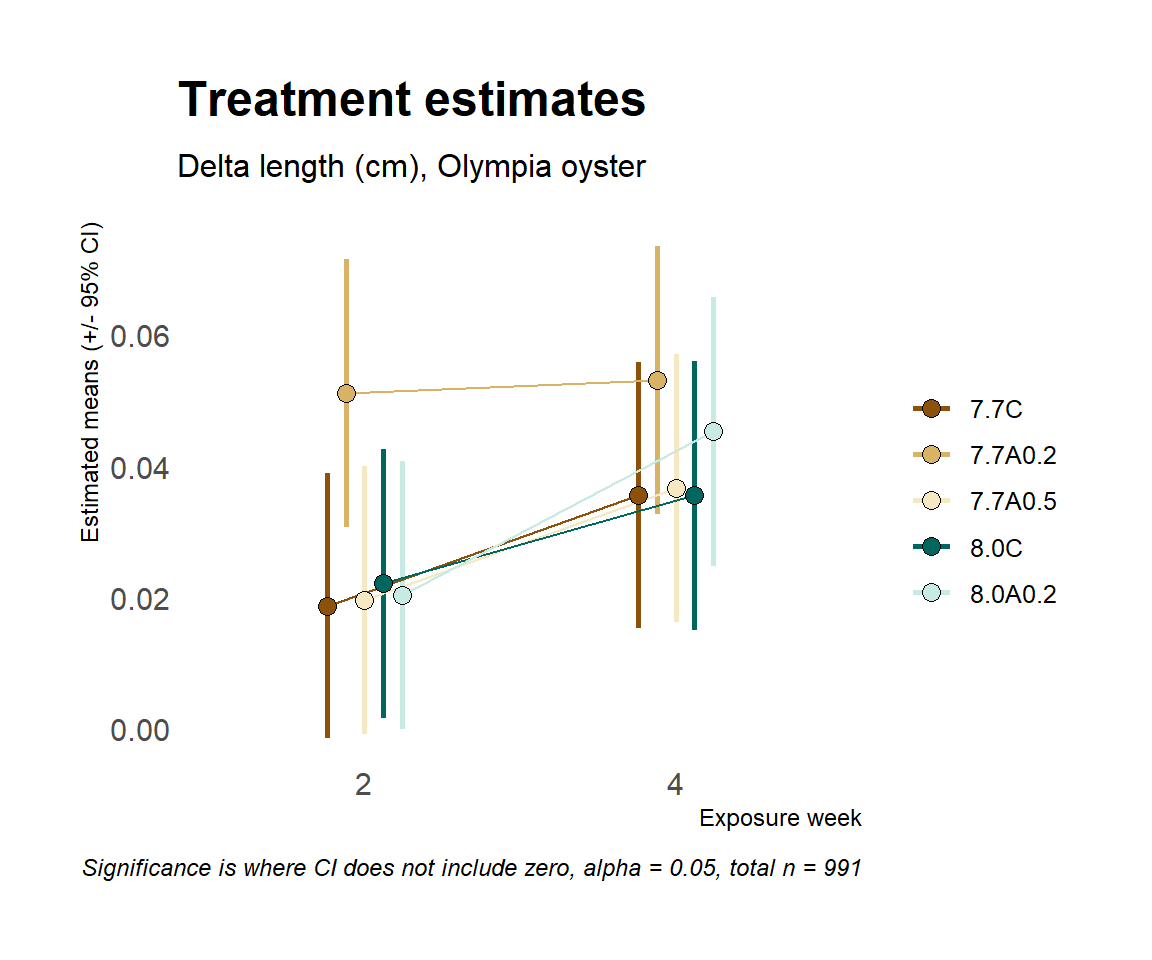 Treatment estimates
Delta length (cm), Olympia oyster
Estimated means (+/- 95% CI)
0.06
0.04
0.02
0.00
2
4
Exposure week
7.7C
7.7A0.2
7.7A0.5
8.0C
8.0A0.2
Significance is where CI does not include zero, alpha = 0.05, total n = 991